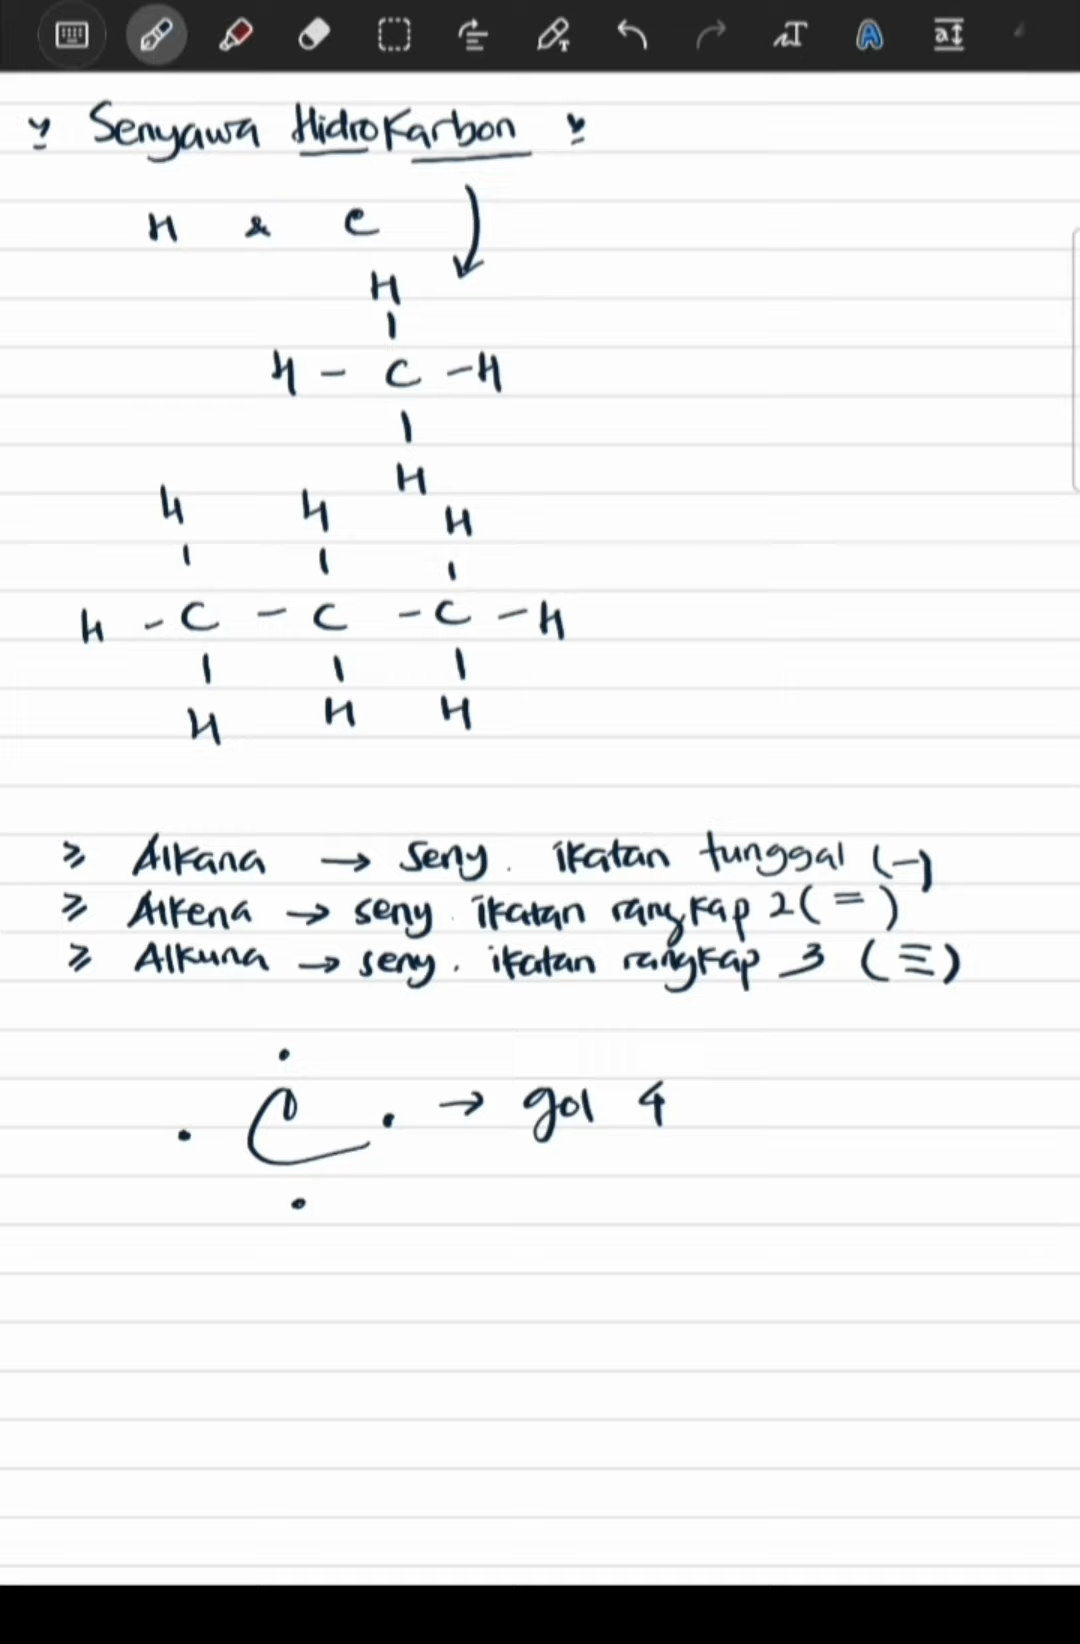 Senyawa Hidrokarbon
H & C
H
H - C - H
H
H H H
H - C - C - C - H
H H H
> Alkana → seny. ikatan tunggal (-)
> Alkena → seny. ikatan rangkap 2 (=)
> Alkuna → seny. ikatan rangkap 3 (≡)
C → gol 4